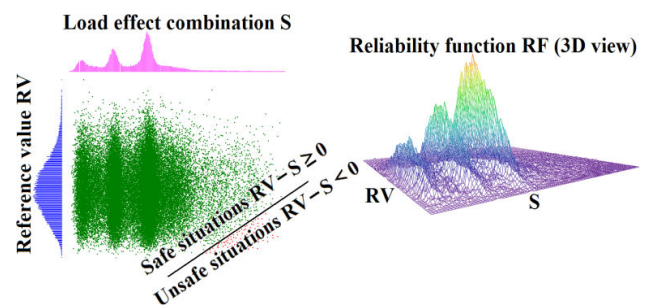 Load effect combination S
Reference value RV
Safe situations RV−S≥0
Unsafe situations RV−S<0
Reliability function RF (3D view)
RV
S